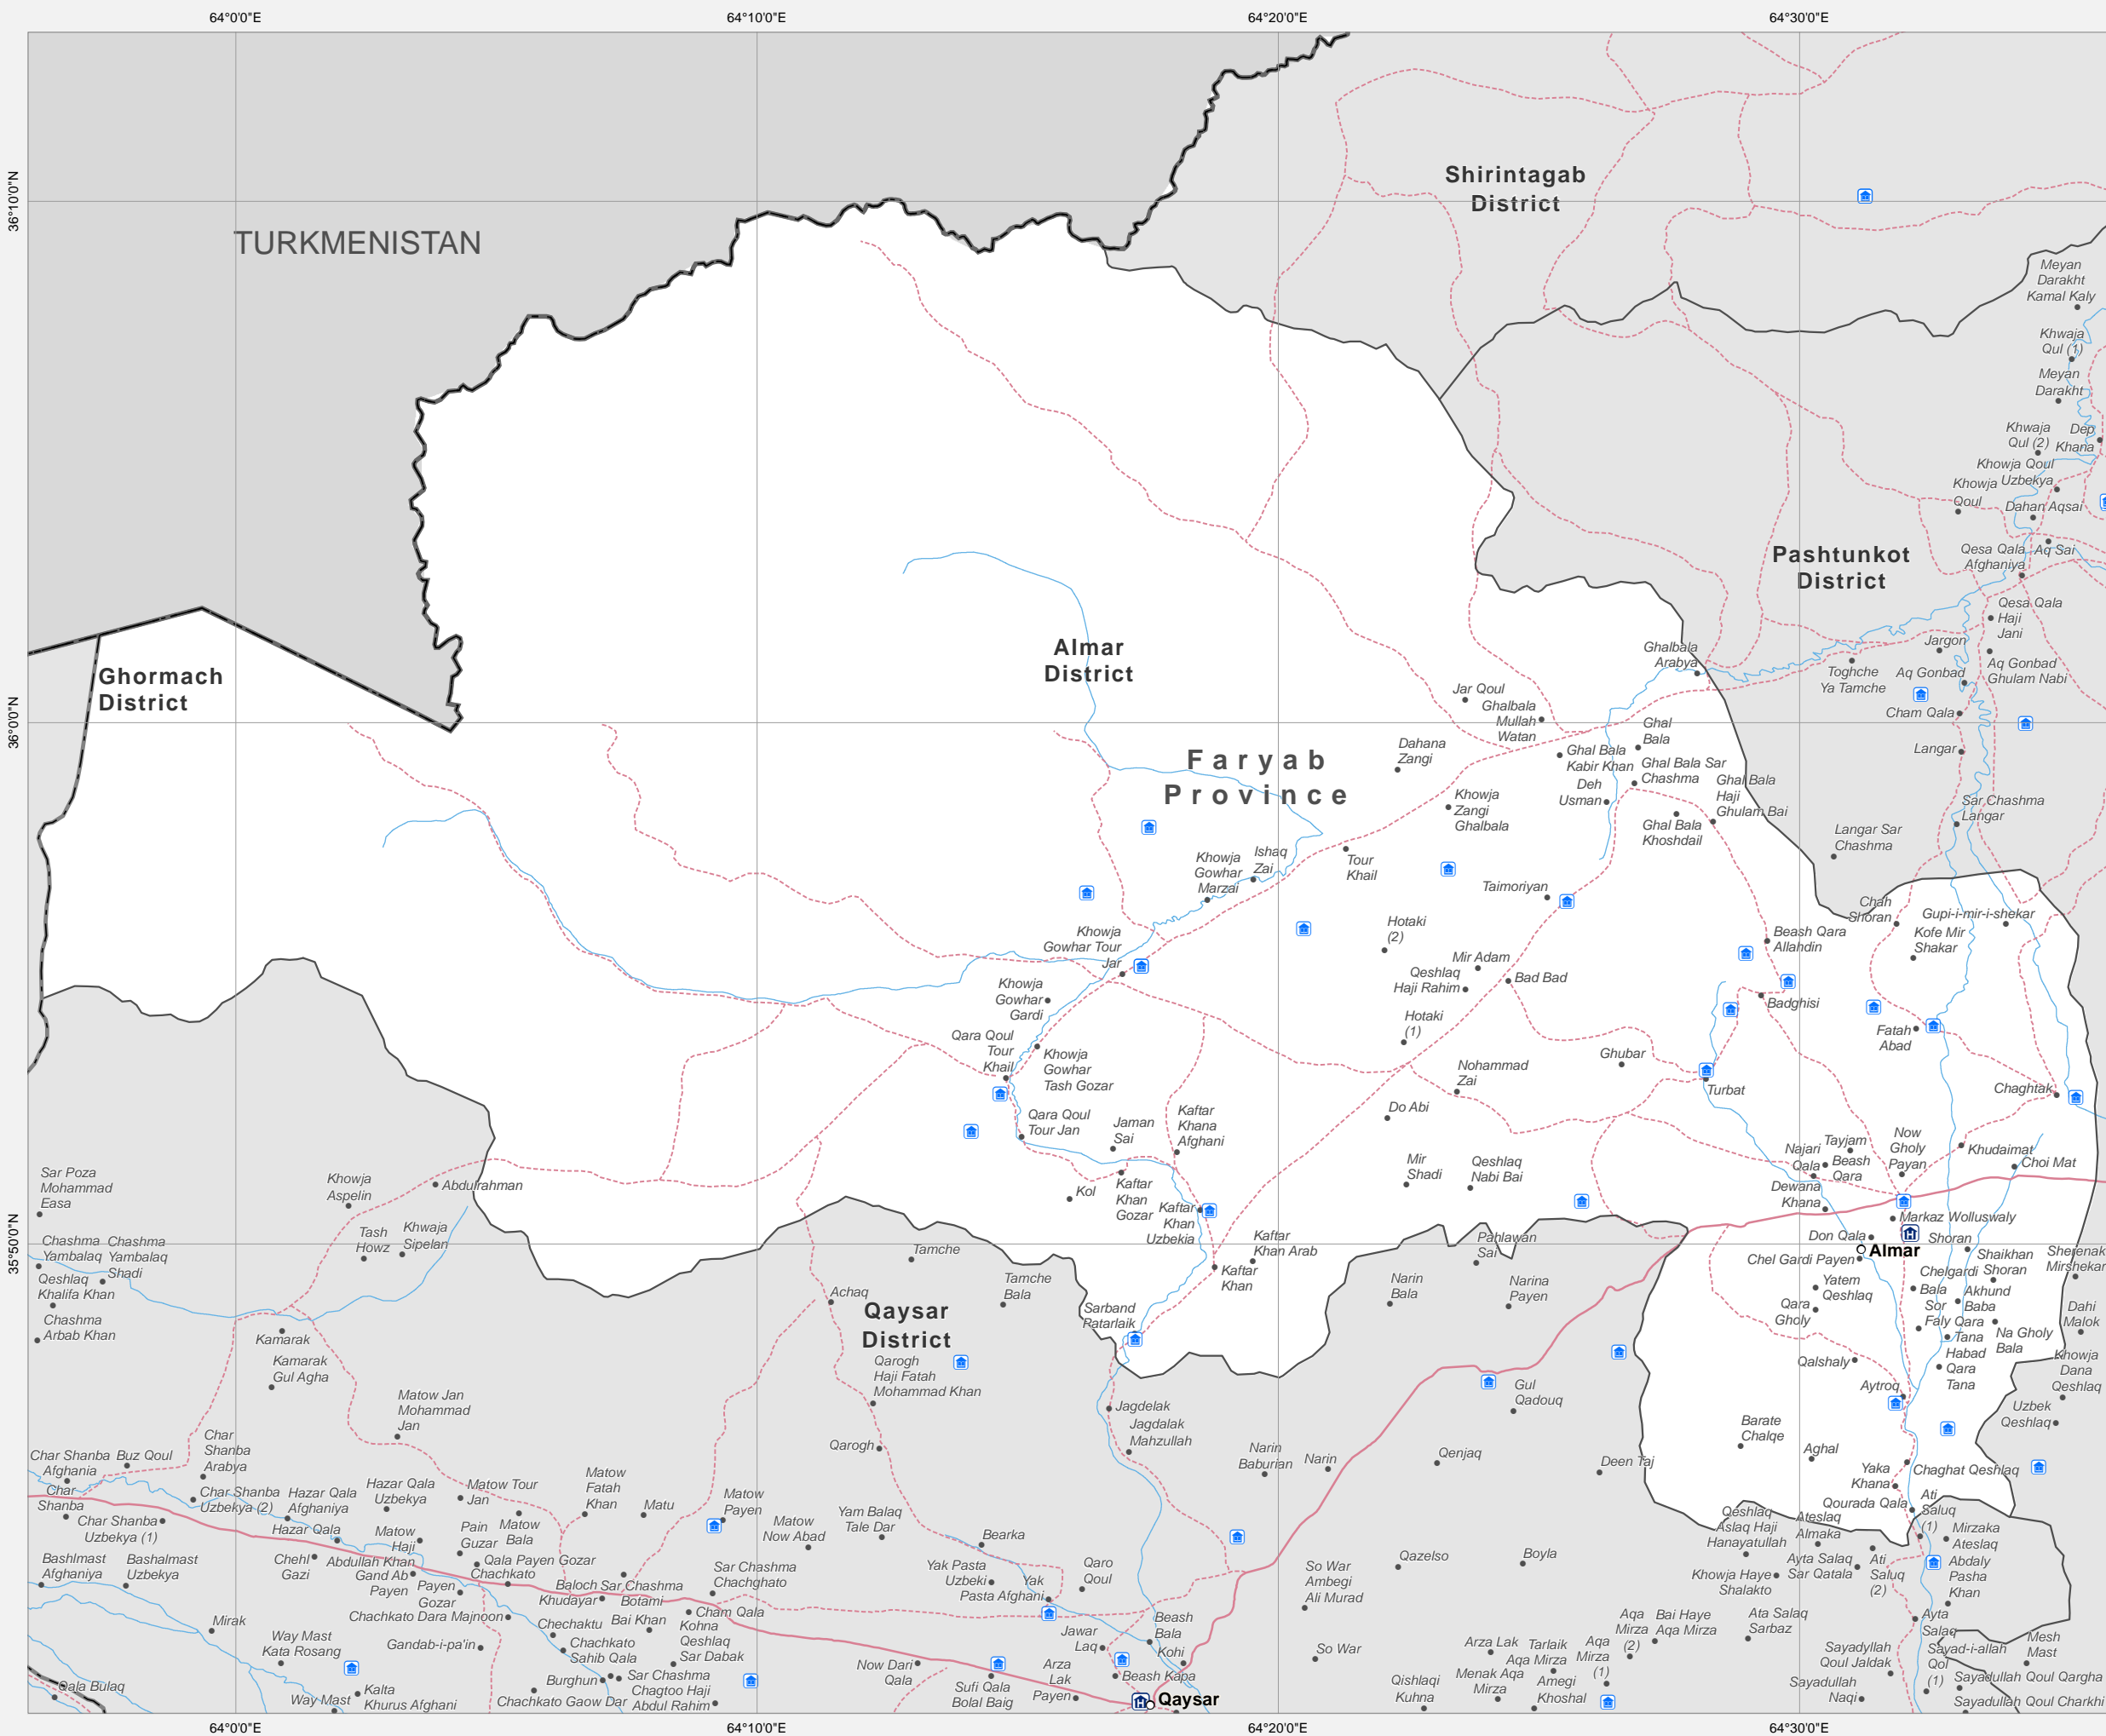 64°0'0"E
64°10'0"E
64°20'0"E
64°30'0"E
36°10'0"N
36°0'0"N
35°50'0"N
TURKMENISTAN
Shirintagab
District
Pashtunkot
District
Ghormach
District
Almar
District
Faryab
Province
Qaysar
District
Meyan
Darakht
Kamal Kaly
Khwaja
Qul (1)
Meyan
Darakht
Khwaja
Qul (2)
Dep
Khana
Khowja Qoul
Uzbekya
Khowja
Qoul
Dahan Aqsai
Qesa Qala
Afghaniya
Aq Sai
Qesa Qala
Haji
Jani
Jargon
Toghche
Ya Tamche
Aq Gonbad
Aq Gonbad
Ghulam Nabi
Cham Qala
Langar
Sar Chashma
Langar
Langar Sar
Chashma
Ghalbala
Arabya
Jar Qoul
Ghalbala
Mullah
Watan
Dahana
Zangi
Ghal
Bala
Ghal Bala
Kabir Khan
Ghal Bala Sar
Chashma
Deh
Usman
Ghal Bala
Haji
Ghulam Bai
Ghal Bala
Khoshdail
Khowja
Zangi
Ghalbala
Ishaq
Zai
Khowja
Gowhar
Marzai
Tour
Khail
Taimoriyan
Chah
Shoran
Gupi-i-mir-i-shekar
Kofe Mir
Shakar
Beash Qara
Allahdin
Hotaki
(2)
Khowja
Gowhar Tour
Jar
Mir Adam
Qeshlaq
Haji Rahim
Bad Bad
Badghisi
Khowja
Gowhar
Gardi
Hotaki
(1)
Fatah
Abad
Qara Qoul
Tour
Khail
Khowja
Gowhar
Tash Gozar
Ghubar
Nohammad
Zai
Turbat
Chaghtak
Do Abi
Qara Qoul
Tour Jan
Jaman
Sai
Kaftar
Khana
Afghani
Najari
Qala
Tayjam
Beash
Qara
Now
Gholy
Payan
Khudaimat
Choi Mat
Mir
Shadi
Qeshlaq
Nabi Bai
Dewana
Khana
Kol
Kaftar
Khan
Gozar
Kaftar
Khan
Uzbekia
Markaz Wolluswaly
Kaftar
Khan Arab
Kaftar
Khan
Pahlawan
Sai
Don Qala
Almar
Chel Gardi Payen
Shoran
Shaikhan
Shoran
Sherenak
Mirshekar
Sar Poza
Mohammad
Easa
Khowja
Aspelin
Abdulrahman
Tash
Howz
Khwaja
Sipelan
Chashma
Yambalaq
Chashma
Yambalaq
Shadi
Qeshlaq
Khalifa Khan
Chashma
Arbab Khan
Tamche
Tamche
Bala
Achaq
Sarband
Patarlaik
Narin
Bala
Narina
Payen
Yatem
Qeshlaq
Qara
Gholy
Chelgardi
Bala
Akhund
Baba
Sor
Faly
Qara
Tana
Habad
Qara
Tana
Na Gholy
Bala
Dahi
Malok
Qalshaly
Aytroq
Khowja
Dana
Qeshlaq
Uzbek
Qeshlaq
Kamarak
Kamarak
Gul Agha
Matow Jan
Mohammad
Jan
Qarogh
Haji Fatah
Mohammad Khan
Qarogh
Jagdelak
Jagdalak
Mahzullah
Gul
Qadouq
Barate
Chalqe
Aghal
Narin
Baburian
Narin
Qenjaq
Deen Taj
Yaka
Khana
Chaghat Qeshlaq
Char Shanba
Afghania
Buz Qoul
Char
Shanba
Arabya
Char
Shanba
Char Shanba
Uzbekya (2)
Char Shanba
Uzbekya (1)
Hazar Qala
Afghaniya
Hazar Qala
Uzbekya
Hazar Qala
Matow Tour
Jan
Matow
Fatah
Khan
Matu
Matow
Payen
Matow
Now Abad
Yam Balaq
Tale Dar
Bearka
Matow
Haji
Pain
Guzar
Matow
Bala
Qourada Qala
Ati
Saluq
(1)
Qeshlaq
Aslaq Haji
Hanayatullah
Ateslaq
Almaka
Mirzaka
Ateslaq
Bashlmast
Afghaniya
Bashalmast
Uzbekya
Chehl
Gazi
Abdullah Khan
Gand Ab
Payen
Qala Payen Gozar
Chachkato
Payen
Gozar
Baloch
Khudayar
Sar Chashma
Botami
Sar Chashma
Chachghato
Yak Pasta
Uzbeki
Yak
Pasta Afghani
Qaro
Qoul
So War
Ambegi
Ali Murad
Qazelso
Boyla
Ayta Salaq
Sar Qatala
Ati
Saluq
(2)
Abdaly
Pasha
Khan
Khowja Haye
Shalakto
Mirak
Chachkato Dara Majnoon
Chechaktu
Bai Khan
Cham Qala
Kohna
Qeshlaq
Sar Dabak
Way Mast
Kata Rosang
Gandab-i-pa'in
Chachkato
Sahib Qala
Jawar
Laq
Beash
Bala
Kohi
So War
Arza Lak
Tarlaik
Aqa Mirza
Aqa
Mirza
(1)
Aqa
Mirza
(2)
Bai Haye
Aqa Mirza
Ata Salaq
Sarbaz
Ayta
Salaq
Sayadyllah
Qoul Jaldak
Sayad-i-allah
Qol
(1)
Mesh
Mast
Qala Bulaq
Way Mast
Kalta
Khurus Afghani
Burghun
Chachkato Gaow Dar
Sar Chashma
Chagtoo Haji
Abdul Rahim
Now Dari
Qala
Sufi Qala
Bolal Baig
Arza
Lak
Payen
Beash Kapa
Qaysar
Qishlaqi
Kuhna
Menak Aqa
Mirza
Amegi
Khoshal
Sayadullah
Naqi
Sayadullah Qoul Qargha
Sayadullah Qoul Charkhi
64°0'0"E
64°10'0"E
64°20'0"E
64°30'0"E